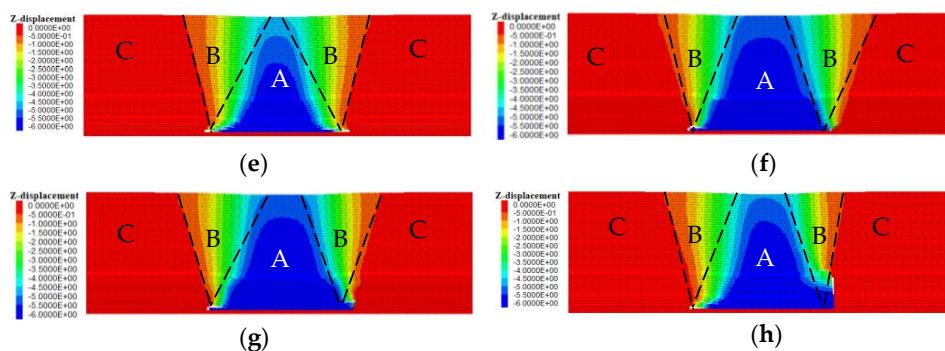 Z-displacement
0.0000E+00
-5.0000E-01
-1.0000E+00
-1.5000E+00
-2.0000E+00
-2.5000E+00
-3.0000E+00
-3.5000E+00
-4.0000E+00
-4.5000E+00
-5.0000E+00
-5.5000E+00
-6.0000E+00
C B A B C
(e)
Z-displacement
0.0000E+00
-5.0000E-01
-1.0000E+00
-1.5000E+00
-2.0000E+00
-2.5000E+00
-3.0000E+00
-3.5000E+00
-4.0000E+00
-4.5000E+00
-5.0000E+00
-5.5000E+00
-6.0000E+00
C B A B C
(f)
Z-displacement
0.0000E+00
-5.0000E-01
-1.0000E+00
-1.5000E+00
-2.0000E+00
-2.5000E+00
-3.0000E+00
-3.5000E+00
-4.0000E+00
-4.5000E+00
-5.0000E+00
-5.5000E+00
-6.0000E+00
C B A B C
(g)
Z-displacement
0.0000E+00
-5.0000E-01
-1.0000E+00
-1.5000E+00
-2.0000E+00
-2.5000E+00
-3.0000E+00
-3.5000E+00
-4.0000E+00
-4.5000E+00
-5.0000E+00
-5.5000E+00
-6.0000E+00
C B A B C
(h)